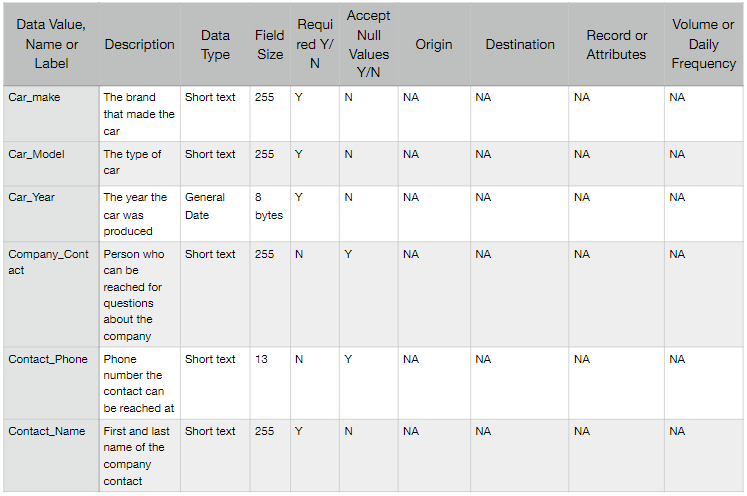 Data Value, Name or Label Description Data Type Field Size Requi red Y/ N Accept Null Values Y/N Origin Destination Record or Attributes Volume or Daily Frequency
Car_make The brand that made the car Short text 255 Y N NA NA NA NA
Car_Model The type of car Short text 255 Y N NA NA NA NA
Car_Year The year the car was produced General Date 8 bytes Y N NA NA NA NA
Company_Cont act Person who can be reached for questions about the company Short text 255 N Y NA NA NA NA
Contact_Phone Phone number the contact can be reached at Short text 13 N Y NA NA NA NA
Contact_Name First and last name of the company contact Short text 255 Y N NA NA NA NA